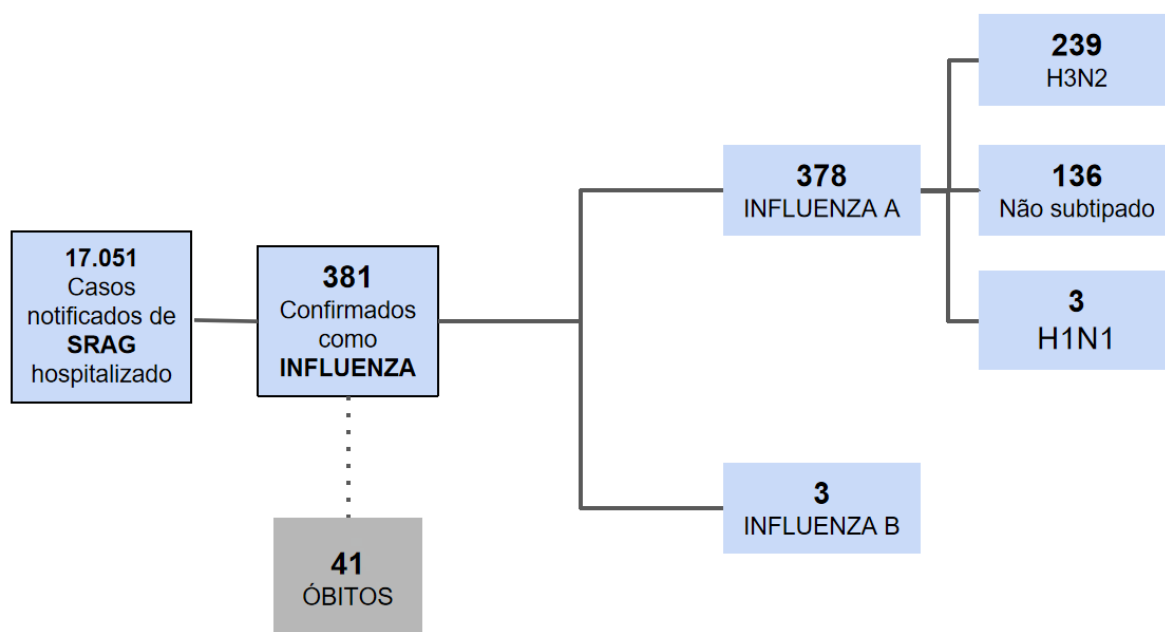 17.051
Casos
notificados de
SRAG
hospitalizado
381
Confirmados
como
INFLUENZA
41
ÓBITOS
378
INFLUENZA A
3
INFLUENZA B
239
H3N2
136
Não subtipado
3
H1N1